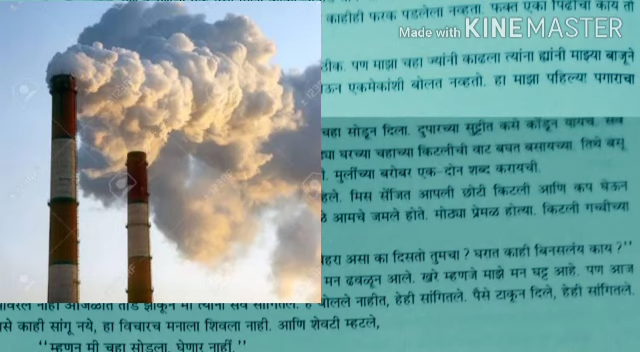 काहीही फरक पडलेला नव्हता. फक्त एका पिढीचा काय तो
Made with KINEMASTER
ठीक. पण माझा चहा ज्यांनी काढला त्यांना ह्यांनी माझ्या बाजूने
ऊन एकमेकांशी बोलत नव्हतो. हा माझा पहिल्या पगाराचा
चहा सोडून दिला. दुपारच्या सुट्टीत कसे कोंडून वायचं.
घरच्या चहाच्या किटलीची वाट बघत बसायच्या. तिथे बसू
मुलींच्या बरोबर एक-दोन शब्द करायची.
हले. मिस सेंजित आपली छोटी किटली आणि कप घेऊन
आमचे जमले होते. मोठ्या प्रेमळ होत्या. किटली गच्चीच्या
हरा असा का दिसतो तुमचा ? घरात काही बिनसलंय काय ?''
मन ढवळून आले. खरे म्हणजे माझे मन घट्ट आहे. पण आज
नाही आजळात तोंड झाकून मी त्यांना सर्व सांगितले. बोलले नाहीत, हेही सांगितले. पैसे टाकून दिले, हेही सांगितले.
असे काही सांगू नये, हा विचारच मनाला शिवला नाही. आणि शेवटी म्हटले,
''म्हणून मी चहा सोडला. घेणार नाहीं.''